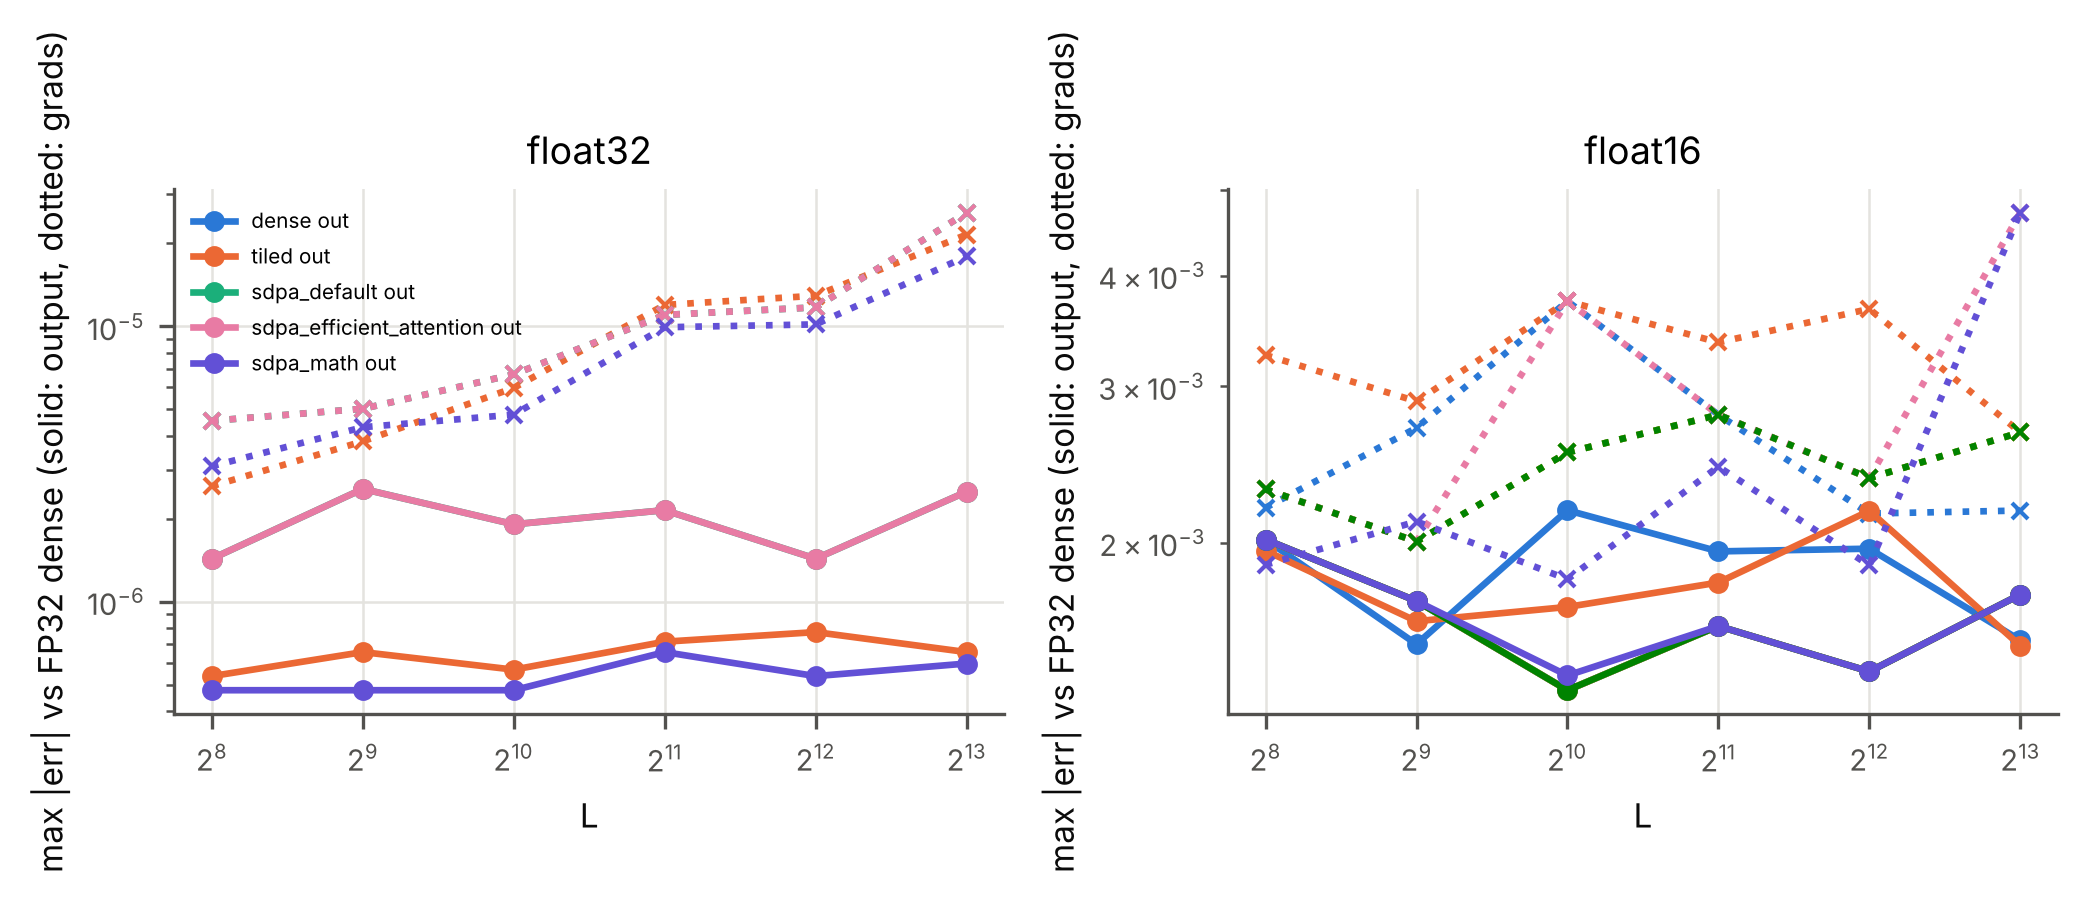 float32
max |err| vs FP32 dense (solid: output, dotted: grads)
dense out
tiled out
sdpa_default out
sdpa_efficient_attention out
sdpa_math out
10⁻⁵
10⁻⁶
2⁸ 2⁹ 2¹⁰ 2¹¹ 2¹² 2¹³
L
float16
max |err| vs FP32 dense (solid: output, dotted: grads)
4 × 10⁻³
3 × 10⁻³
2 × 10⁻³
2⁸ 2⁹ 2¹⁰ 2¹¹ 2¹² 2¹³
L